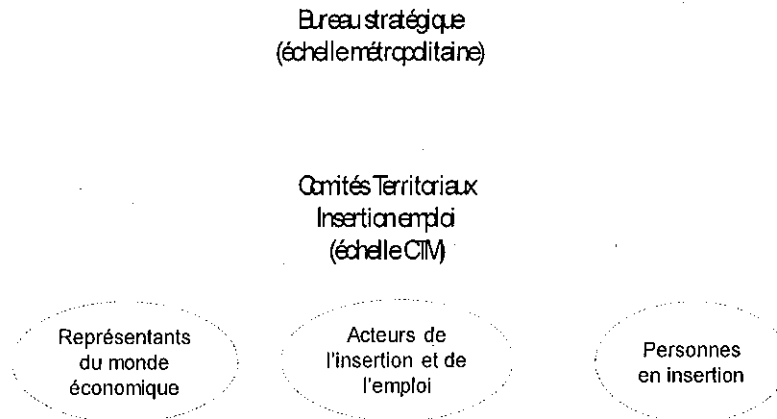 Bureau stratégique
(échelle métropolitaine)
Comités Territoriaux
Insertion emploi
(échelle CTM)
Représentants
du monde
économique
Acteurs de
l'insertion et de
l'emploi
Personnes
en insertion